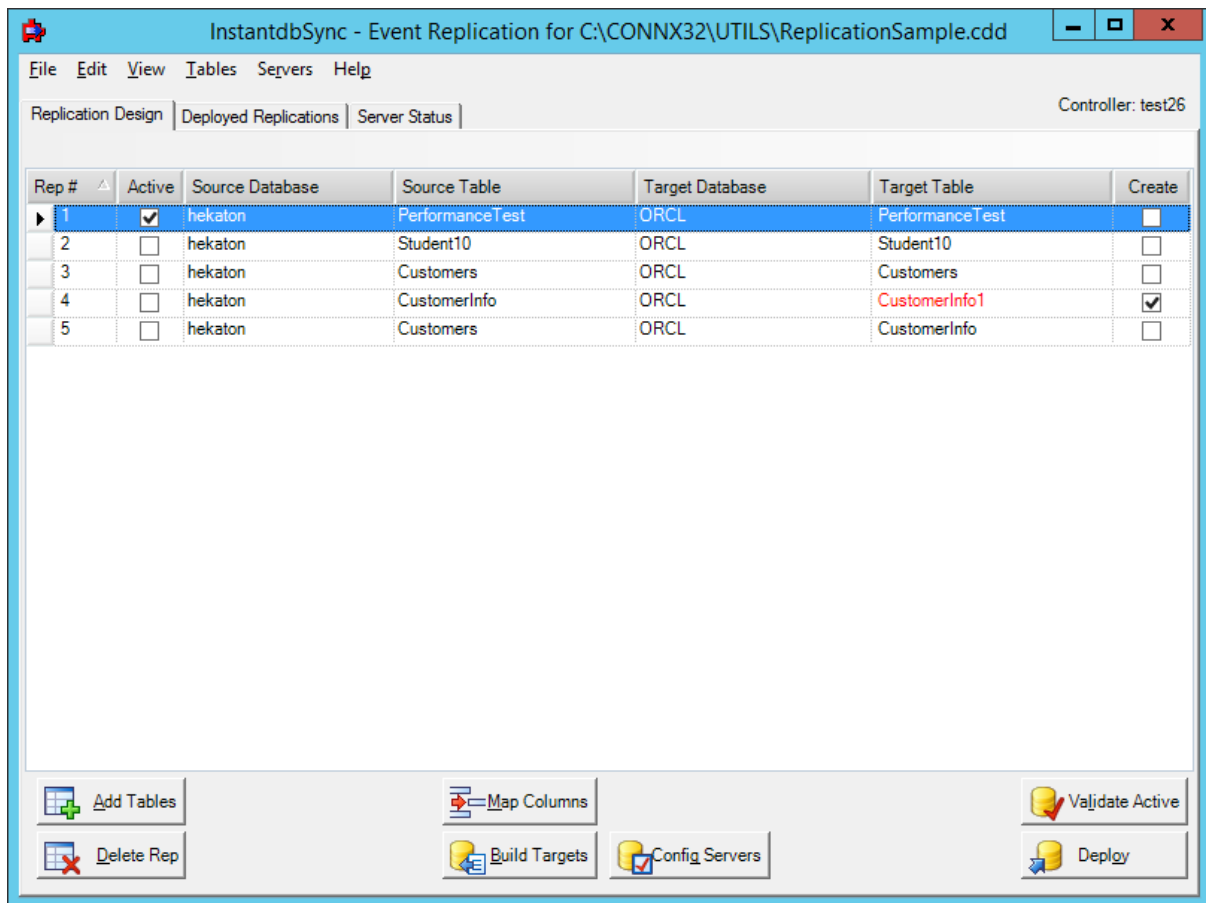 InstantdbSync - Event Replication for C:\CONNX32\UTILS\ReplicationSample.cdd
File Edit View Tables Servers Help
Replication Design Deployed Replications Server Status Controller: test26
Rep # Active Source Database Source Table Target Database Target Table Create
1 hekaton PerformanceTest ORCL PerformanceTest
2 hekaton Student10 ORCL Student10
3 hekaton Customers ORCL Customers
4 hekaton CustomerInfo ORCL CustomerInfo1
5 hekaton Customers ORCL CustomerInfo
Add Tables Map Columns Validate Active
Delete Rep Build Targets Config Servers Deploy